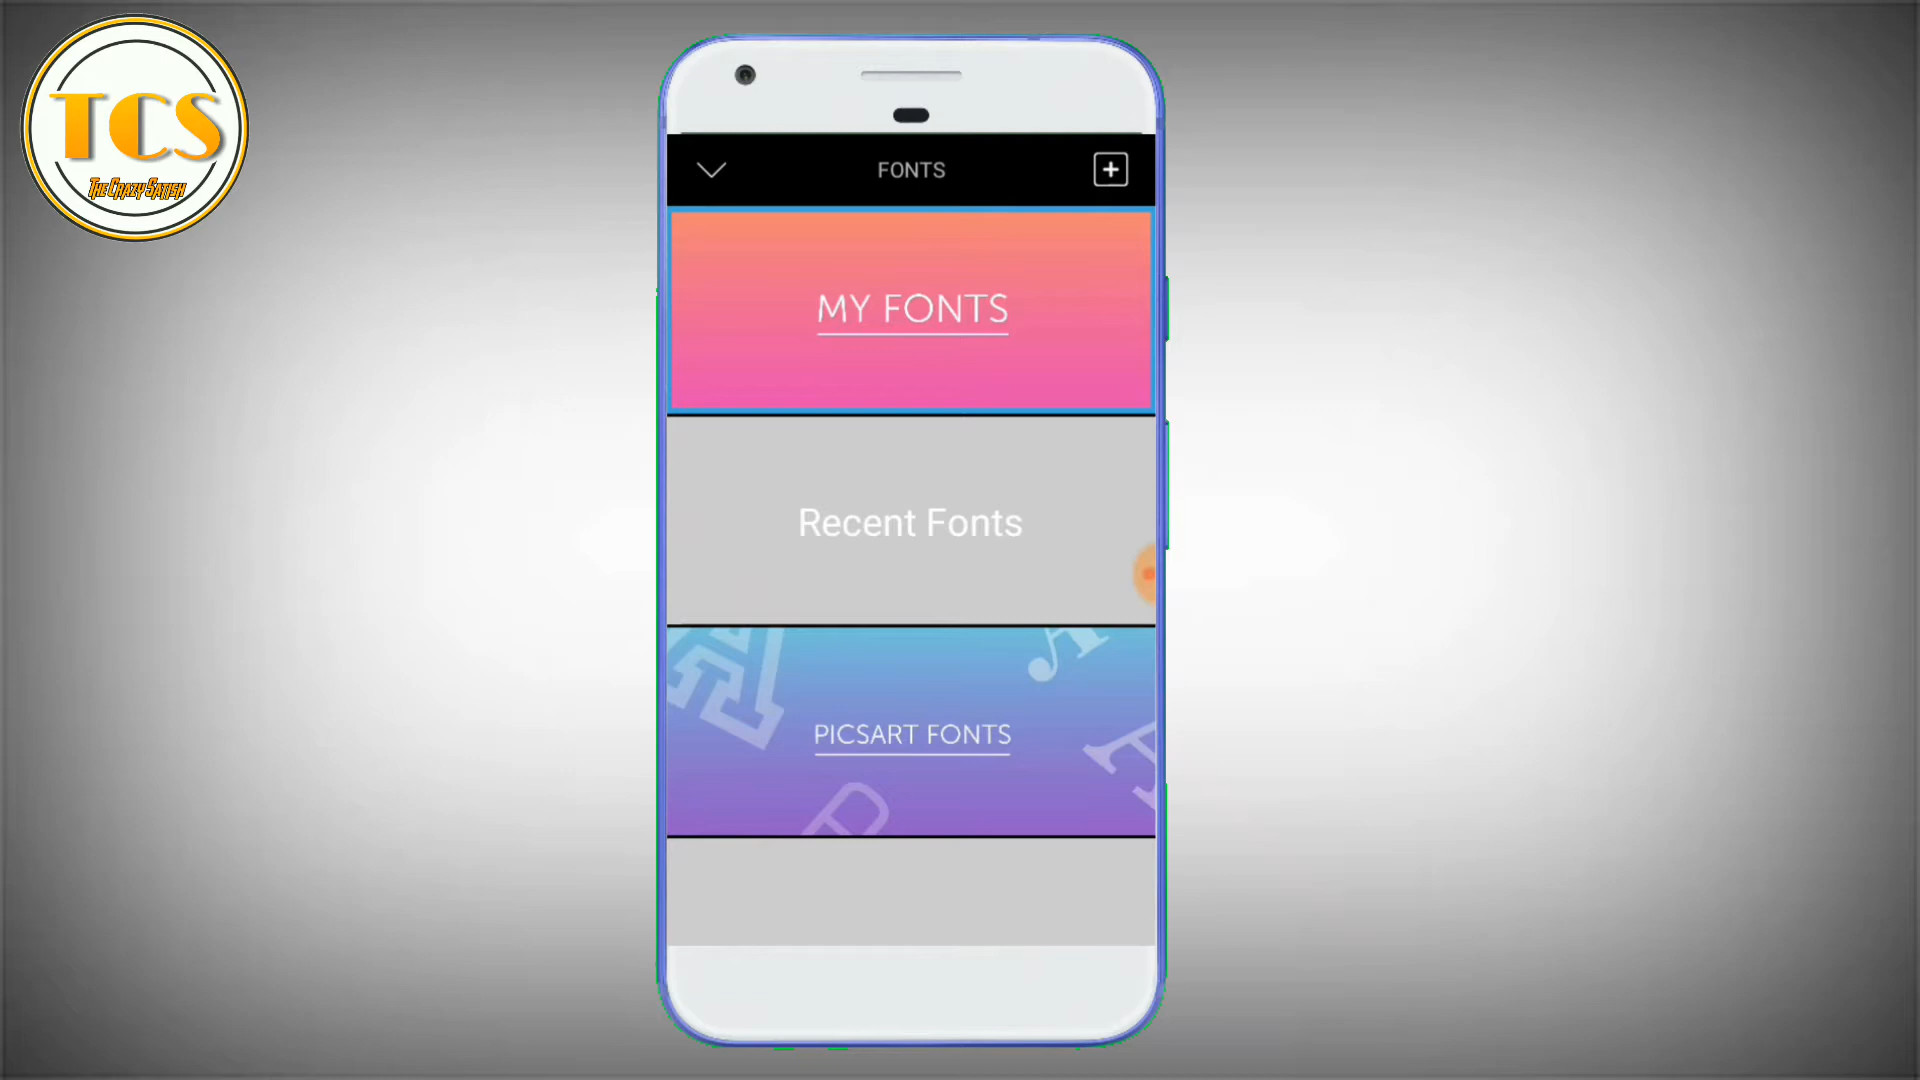 TCS
The Crazy Satish
FONTS
MY FONTS
Recent Fonts
PICSART FONTS